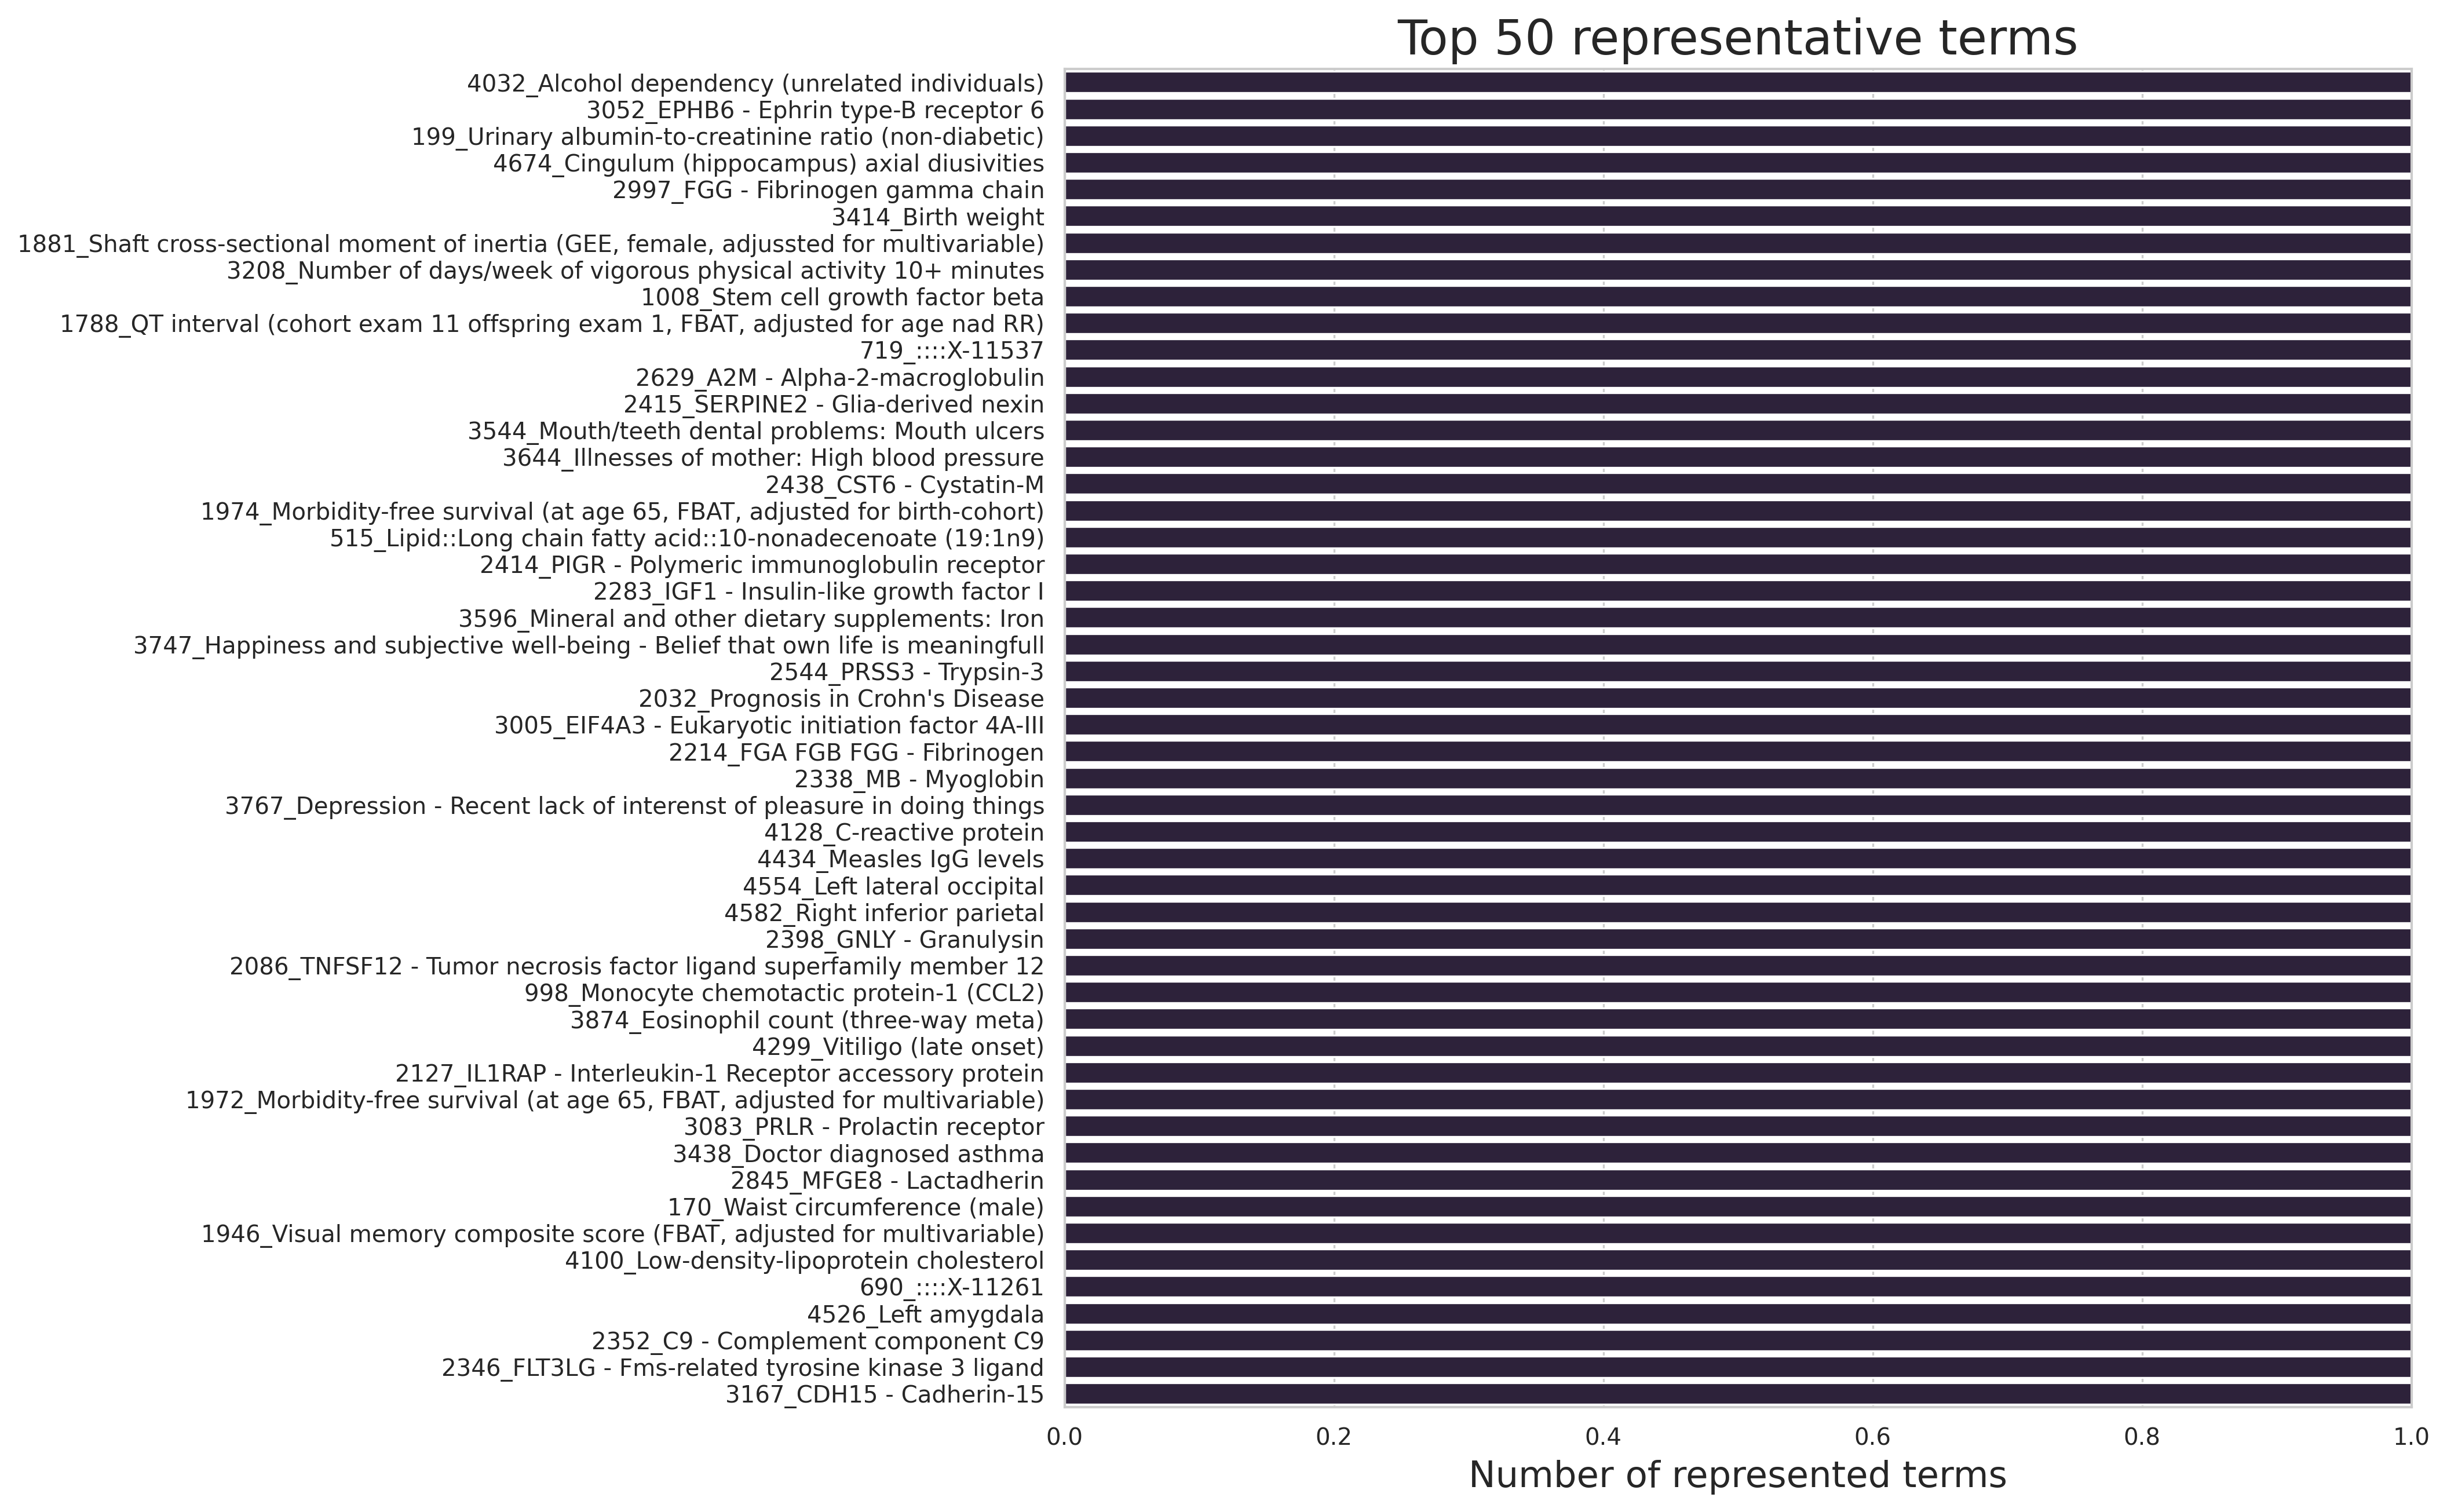 Top 50 representative terms
4032_Alcohol dependency (unrelated individuals)
3052_EPHB6 - Ephrin type-B receptor 6
199_Urinary albumin-to-creatinine ratio (non-diabetic)
4674_Cingulum (hippocampus) axial diusivities
2997_FGG - Fibrinogen gamma chain
3414_Birth weight
1881_Shaft cross-sectional moment of inertia (GEE, female, adjussted for multivariable)
3208_Number of days/week of vigorous physical activity 10+ minutes
1008_Stem cell growth factor beta
1788_QT interval (cohort exam 11 offspring exam 1, FBAT, adjusted for age nad RR)
719_::::X-11537
2629_A2M - Alpha-2-macroglobulin
2415_SERPINE2 - Glia-derived nexin
3544_Mouth/teeth dental problems: Mouth ulcers
3644_Illnesses of mother: High blood pressure
2438_CST6 - Cystatin-M
1974_Morbidity-free survival (at age 65, FBAT, adjusted for birth-cohort)
515_Lipid::Long chain fatty acid::10-nonadecenoate (19:1n9)
2414_PIGR - Polymeric immunoglobulin receptor
2283_IGF1 - Insulin-like growth factor I
3596_Mineral and other dietary supplements: Iron
3747_Happiness and subjective well-being - Belief that own life is meaningfull
2544_PRSS3 - Trypsin-3
2032_Prognosis in Crohn's Disease
3005_EIF4A3 - Eukaryotic initiation factor 4A-III
2214_FGA FGB FGG - Fibrinogen
2338_MB - Myoglobin
3767_Depression - Recent lack of interenst of pleasure in doing things
4128_C-reactive protein
4434_Measles IgG levels
4554_Left lateral occipital
4582_Right inferior parietal
2398_GNLY - Granulysin
2086_TNFSF12 - Tumor necrosis factor ligand superfamily member 12
998_Monocyte chemotactic protein-1 (CCL2)
3874_Eosinophil count (three-way meta)
4299_Vitiligo (late onset)
2127_IL1RAP - Interleukin-1 Receptor accessory protein
1972_Morbidity-free survival (at age 65, FBAT, adjusted for multivariable)
3083_PRLR - Prolactin receptor
3438_Doctor diagnosed asthma
2845_MFGE8 - Lactadherin
170_Waist circumference (male)
1946_Visual memory composite score (FBAT, adjusted for multivariable)
4100_Low-density-lipoprotein cholesterol
690_::::X-11261
4526_Left amygdala
2352_C9 - Complement component C9
2346_FLT3LG - Fms-related tyrosine kinase 3 ligand
3167_CDH15 - Cadherin-15
0.0 0.2 0.4 0.6 0.8 1.0
Number of represented terms